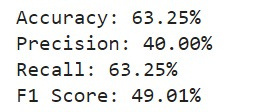 Accuracy: 63.25%
Precision: 40.00%
Recall: 63.25%
F1 Score: 49.01%